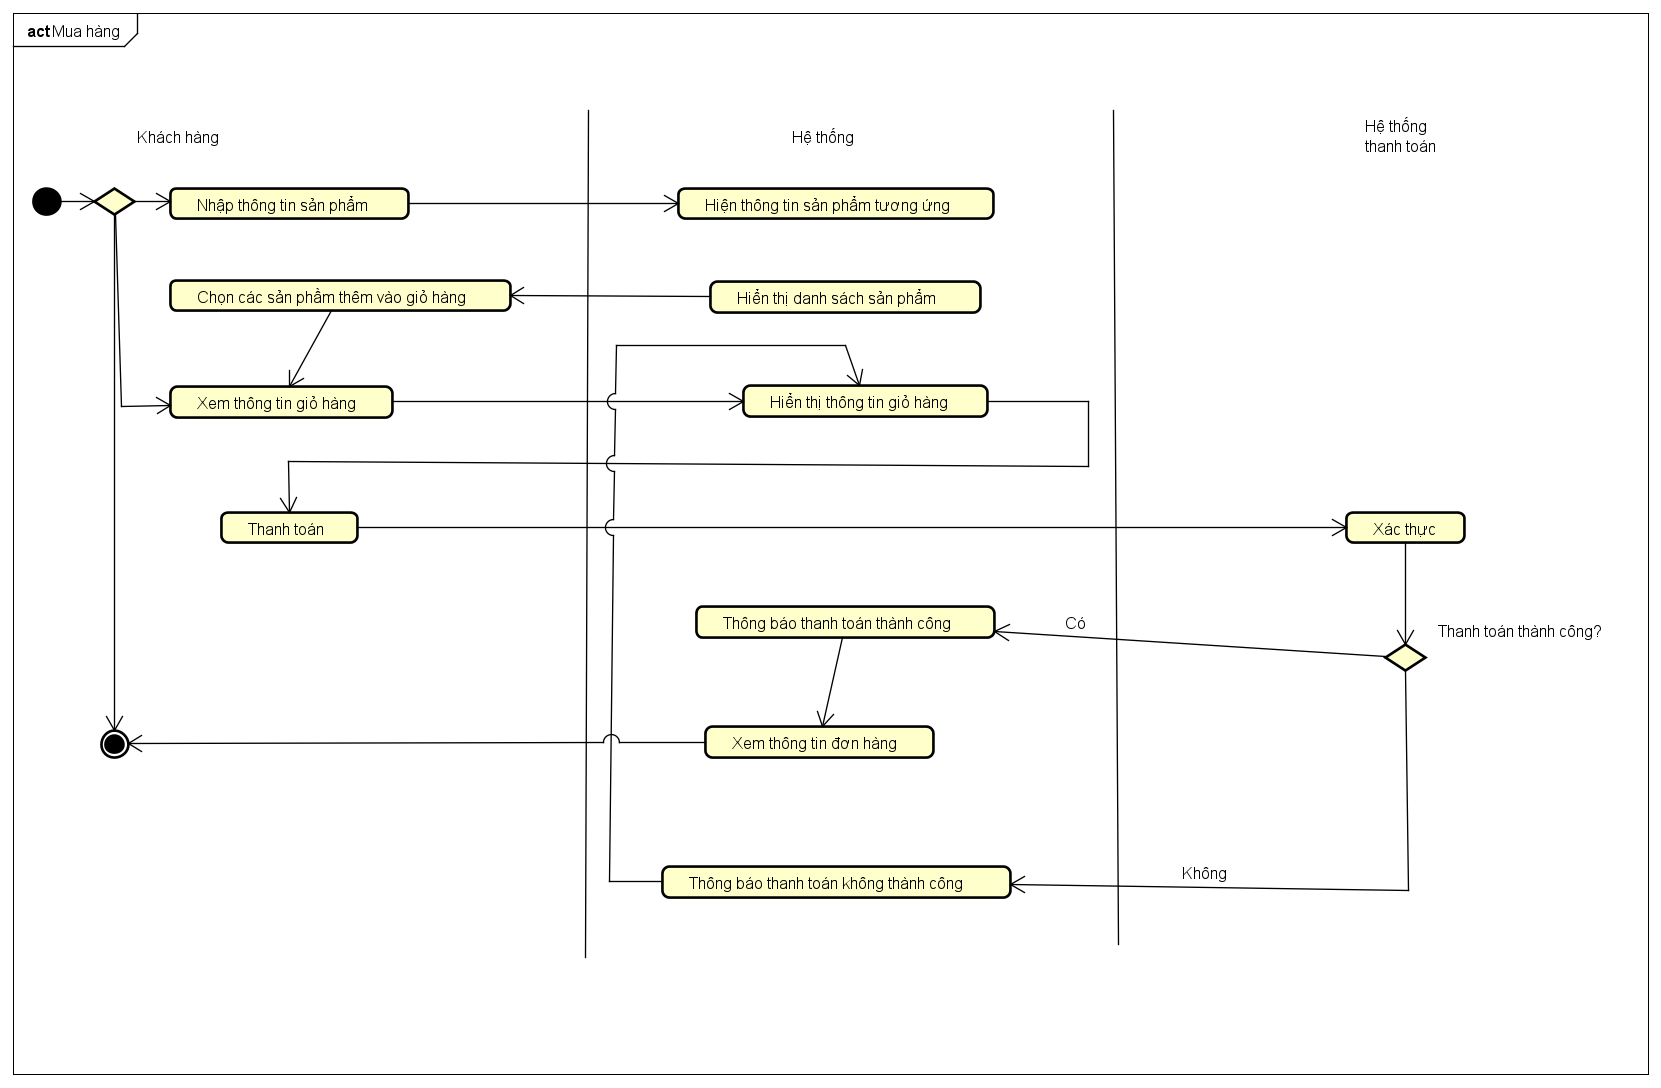 act Mua hàng
Khách hàng
Hệ thống
Hệ thống
thanh toán
Nhập thông tin sản phẩm
Hiện thông tin sản phẩm tương ứng
Chọn các sản phầm thêm vào giỏ hàng
Hiển thị danh sách sản phẩm
Xem thông tin giỏ hàng
Hiển thị thông tin giỏ hàng
Thanh toán
Xác thực
Thông báo thanh toán thành công
Có
Thanh toán thành công?
Xem thông tin đơn hàng
Thông báo thanh toán không thành công
Không